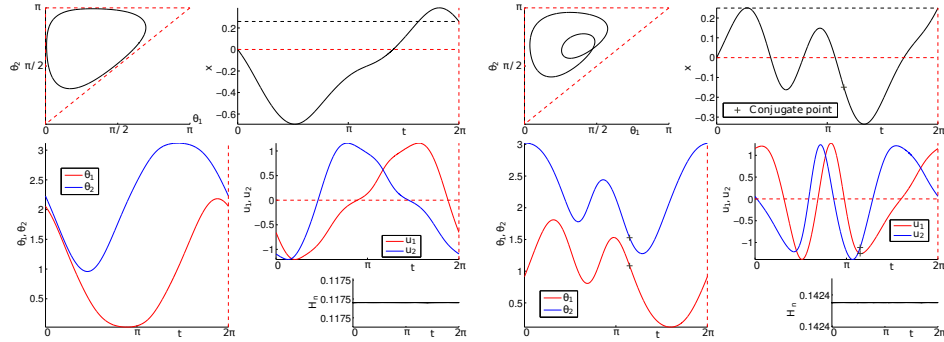 π
θ2 π/2
0
π/2 θ1 π
x
0.2
0
−0.2
−0.4
−0.6
0 π t 2π
π
θ2 π/2
0
π/2 θ1 π
x
0.2
0.1
0
−0.1
−0.2
−0.3
+ Conjugate point
0 π t 2π
θ1, θ2
3
2.5
2
1.5
1
0.5
θ1
θ2
0 π t 2π
u1, u2
1
0.5
0
−0.5
−1
u1
u2
0 π t 2π
Hn
0.1175
0.1175
0.1175
0 π t 2π
θ1, θ2
3
2.5
2
1.5
1
0.5
θ1
θ2
0 π t 2π
u1, u2
1
0.5
0
−0.5
−1
u1
u2
0 π t 2π
Hn
0.1424
0.1424
0 π t 2π